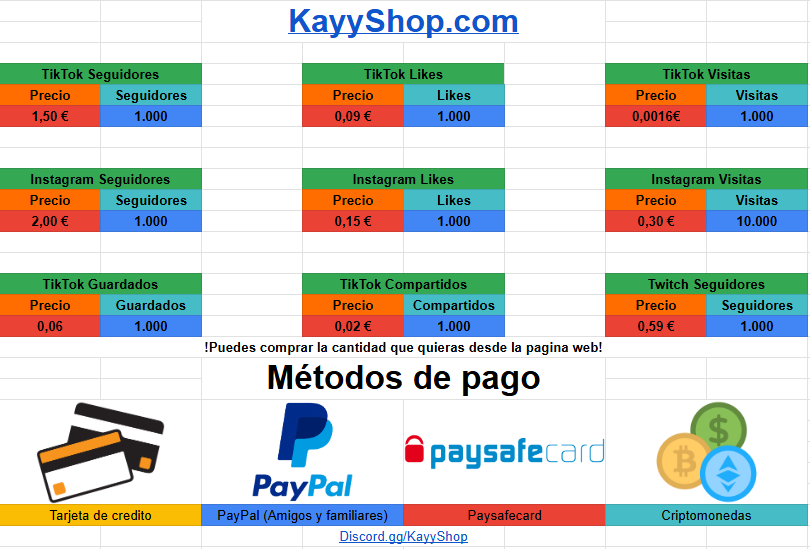 KayyShop.com
TikTok Seguidores TikTok Likes TikTok Visitas
Precio Seguidores Precio Likes Precio Visitas
1,50 € 1.000 0,09 € 1.000 0,0016€ 1.000
Instagram Seguidores Instagram Likes Instagram Visitas
Precio Seguidores Precio Likes Precio Visitas
2,00 € 1.000 0,15 € 1.000 0,30 € 10.000
TikTok Guardados TikTok Compartidos Twitch Seguidores
Precio Guardados Precio Compartidos Precio Seguidores
0,06 1.000 0,02 € 1.000 0,59 € 1.000
!Puedes comprar la cantidad que quieras desde la pagina web!
Métodos de pago
PayPal paysafecard
Tarjeta de credito PayPal (Amigos y familiares) Paysafecard Criptomonedas
Discord.gg/KayyShop